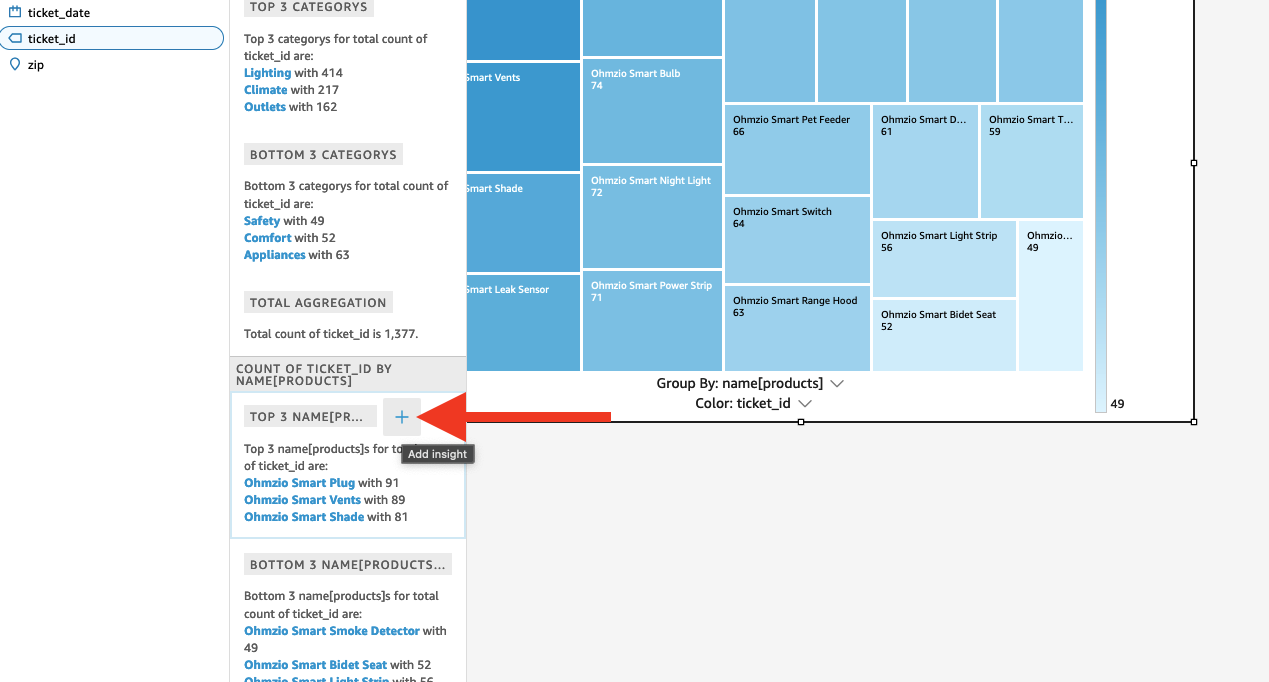 ticket_date
ticket_id
zip
TOP 3 CATEGORYS
Top 3 categorys for total count of
ticket_id are:
Lighting with 414
Climate with 217
Outlets with 162
BOTTOM 3 CATEGORYS
Bottom 3 categorys for total count of
ticket_id are:
Safety with 49
Comfort with 52
Appliances with 63
TOTAL AGGREGATION
Total count of ticket_id is 1,377.
COUNT OF TICKET_ID BY
NAME[PRODUCTS]
TOP 3 NAME[PR...
Add insight
Top 3 name[products]s for
of ticket_id are:
Ohmzio Smart Plug with 91
Ohmzio Smart Vents with 89
Ohmzio Smart Shade with 81
BOTTOM 3 NAME[PRODUCTS...
Bottom 3 name[products]s for total
count of ticket_id are:
Ohmzio Smart Smoke Detector with
49
Ohmzio Smart Bidet Seat with 52
Ohmzio Smart Light Strip with 56
Smart Vents
Smart Shade
Smart Leak Sensor
Ohmzio Smart Bulb
74
Ohmzio Smart Night Light
72
Ohmzio Smart Power Strip
71
Ohmzio Smart Pet Feeder
66
Ohmzio Smart Switch
64
Ohmzio Smart Range Hood
63
Ohmzio Smart D...
61
Ohmzio Smart T...
59
Ohmzio Smart Light Strip
56
Ohmzio...
49
Ohmzio Smart Bidet Seat
52
Group By: name[products]
Color: ticket_id
49